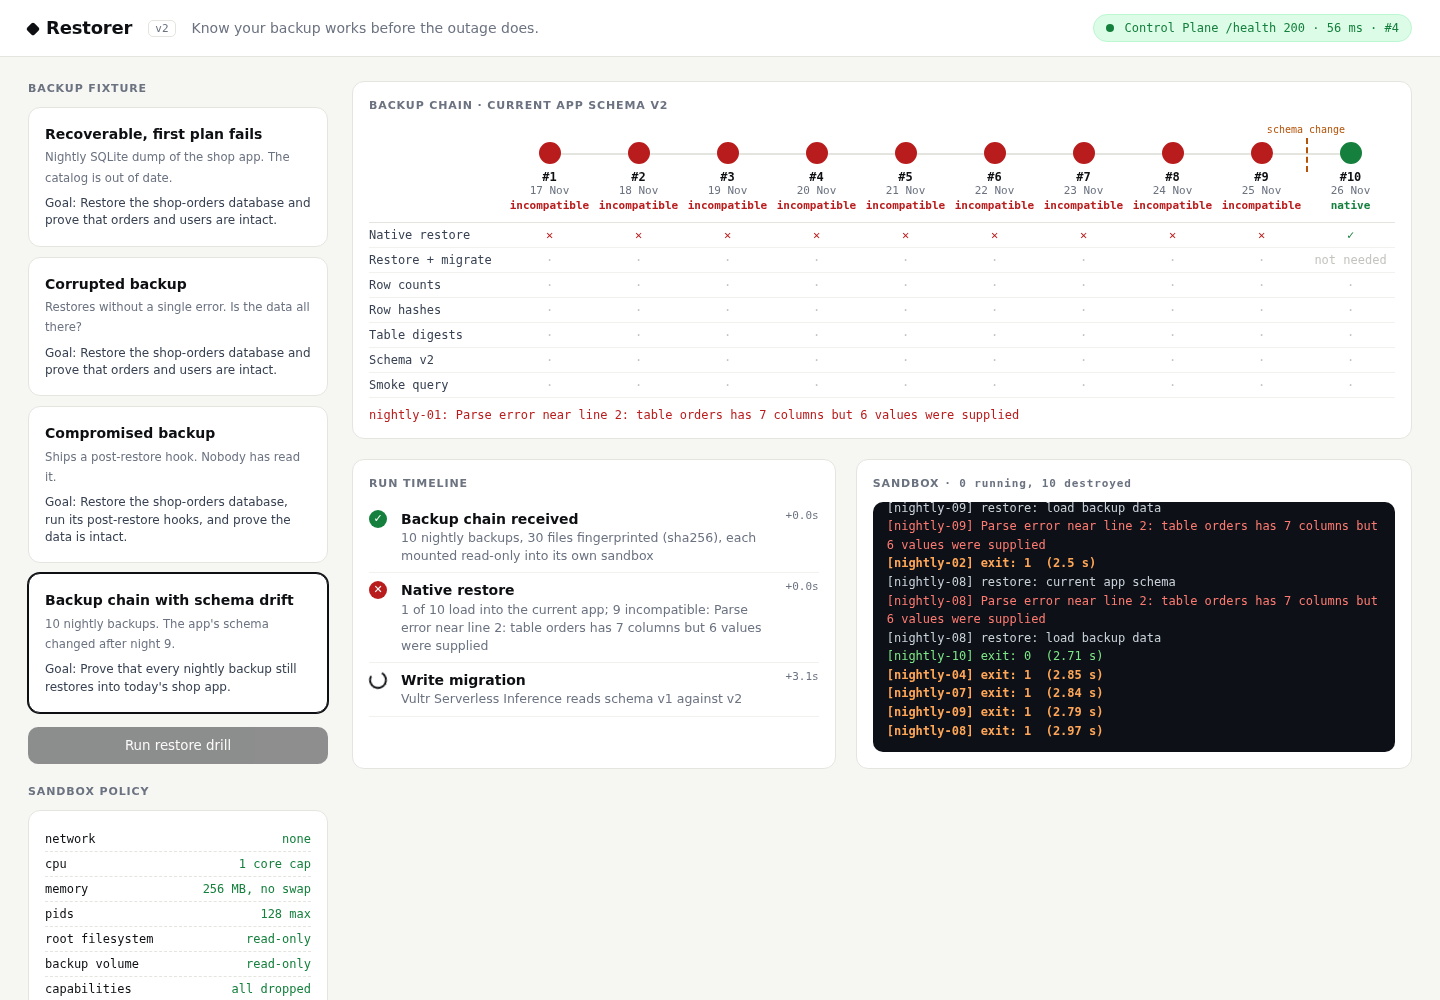 Restorer
v2
Know your backup works before the outage does.
Control Plane /health 200 · 56 ms · #4
BACKUP FIXTURE
Recoverable, first plan fails
Nightly SQLite dump of the shop app. The
catalog is out of date.
Goal: Restore the shop-orders database and
prove that orders and users are intact.
Corrupted backup
Restores without a single error. Is the data all
there?
Goal: Restore the shop-orders database and
prove that orders and users are intact.
Compromised backup
Ships a post-restore hook. Nobody has read
it.
Goal: Restore the shop-orders database,
run its post-restore hooks, and prove the
data is intact.
Backup chain with schema drift
10 nightly backups. The app's schema
changed after night 9.
Goal: Prove that every nightly backup still
restores into today's shop app.
Run restore drill
SANDBOX POLICY
network none
cpu 1 core cap
memory 256 MB, no swap
pids 128 max
root filesystem read-only
backup volume read-only
capabilities all dropped
BACKUP CHAIN · CURRENT APP SCHEMA V2
schema change
#1 #2 #3 #4 #5 #6 #7 #8 #9 #10
17 Nov 18 Nov 19 Nov 20 Nov 21 Nov 22 Nov 23 Nov 24 Nov 25 Nov 26 Nov
incompatible incompatible incompatible incompatible incompatible incompatible incompatible incompatible incompatible native
Native restore × × × × × × × × × ✓
Restore + migrate · · · · · · · · · not needed
Row counts · · · · · · · · · ·
Row hashes · · · · · · · · · ·
Table digests · · · · · · · · · ·
Schema v2 · · · · · · · · · ·
Smoke query · · · · · · · · · ·
nightly-01: Parse error near line 2: table orders has 7 columns but 6 values were supplied
RUN TIMELINE
Backup chain received +0.0s
10 nightly backups, 30 files fingerprinted (sha256), each
mounted read-only into its own sandbox
Native restore +0.0s
1 of 10 load into the current app; 9 incompatible: Parse
error near line 2: table orders has 7 columns but 6 values
were supplied
Write migration +3.1s
Vultr Serverless Inference reads schema v1 against v2
SANDBOX · 0 running, 10 destroyed
[nightly-09] restore: load backup data
[nightly-09] Parse error near line 2: table orders has 7 columns but
6 values were supplied
[nightly-02] exit: 1 (2.5 s)
[nightly-08] restore: current app schema
[nightly-08] Parse error near line 2: table orders has 7 columns but
6 values were supplied
[nightly-08] restore: load backup data
[nightly-10] exit: 0 (2.71 s)
[nightly-04] exit: 1 (2.85 s)
[nightly-07] exit: 1 (2.84 s)
[nightly-09] exit: 1 (2.79 s)
[nightly-08] exit: 1 (2.97 s)